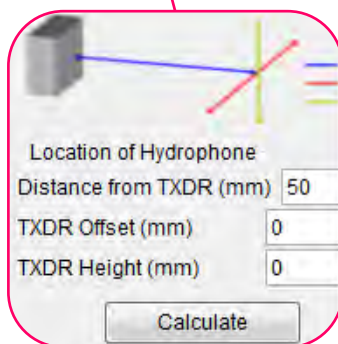 Location of Hydrophone
Distance from TXDR (mm) 50
TXDR Offset (mm) 0
TXDR Height (mm) 0
Calculate